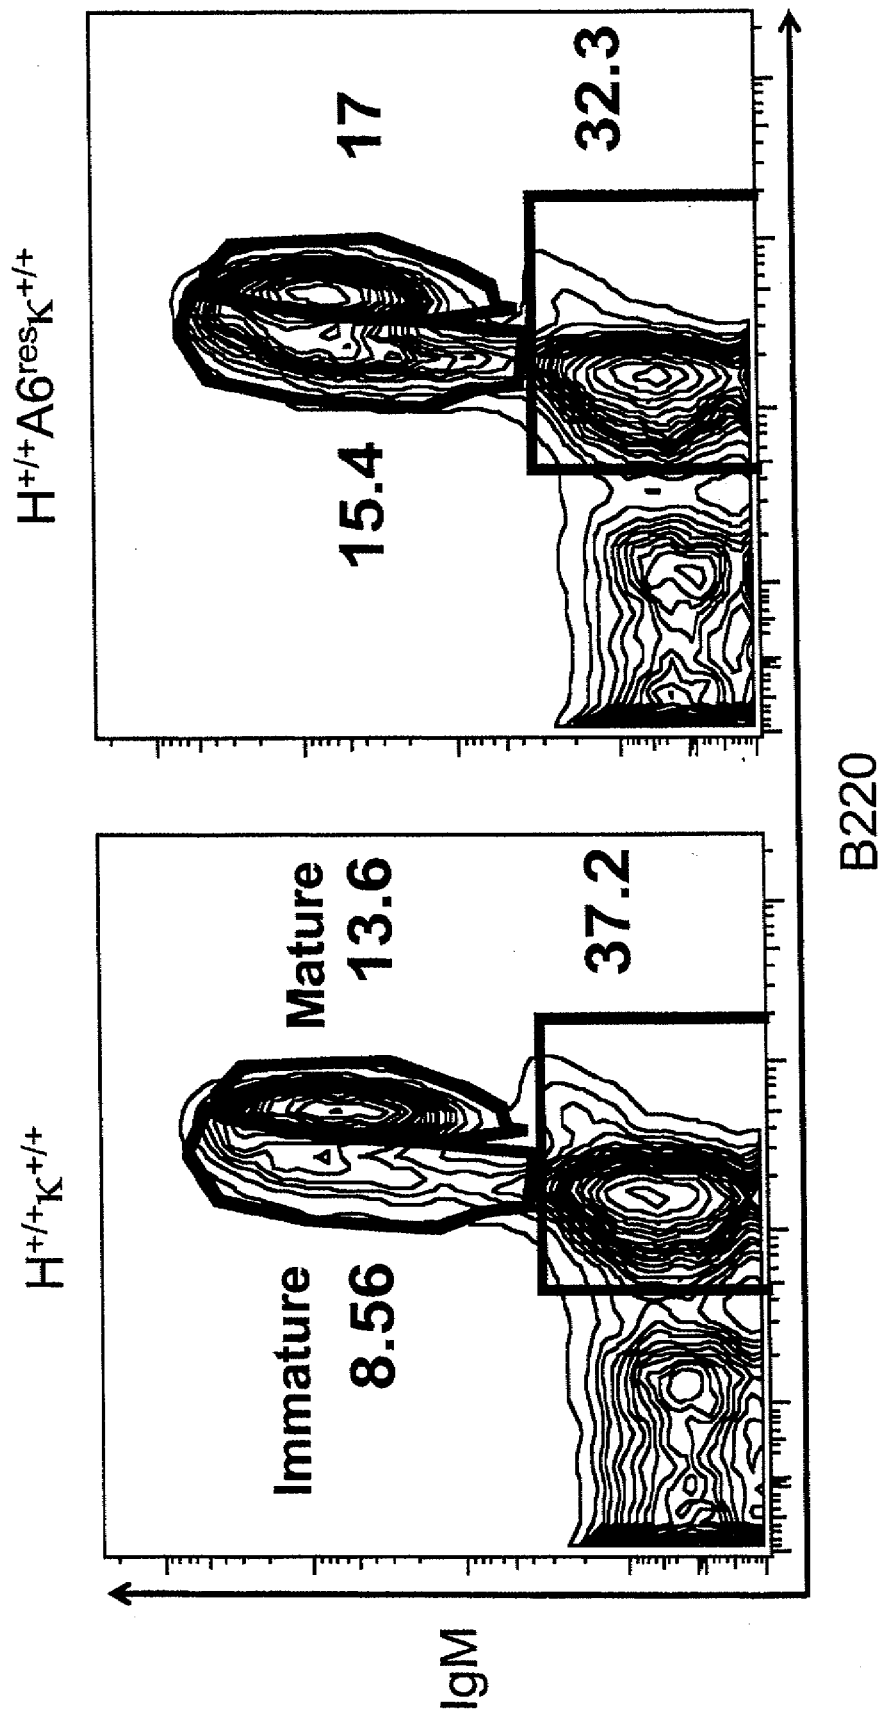 H+/+κ+/+
H+/+A6resκ+/+
Immature
8.56
Mature
13.6
37.2
15.4
17
32.3
IgM
B220